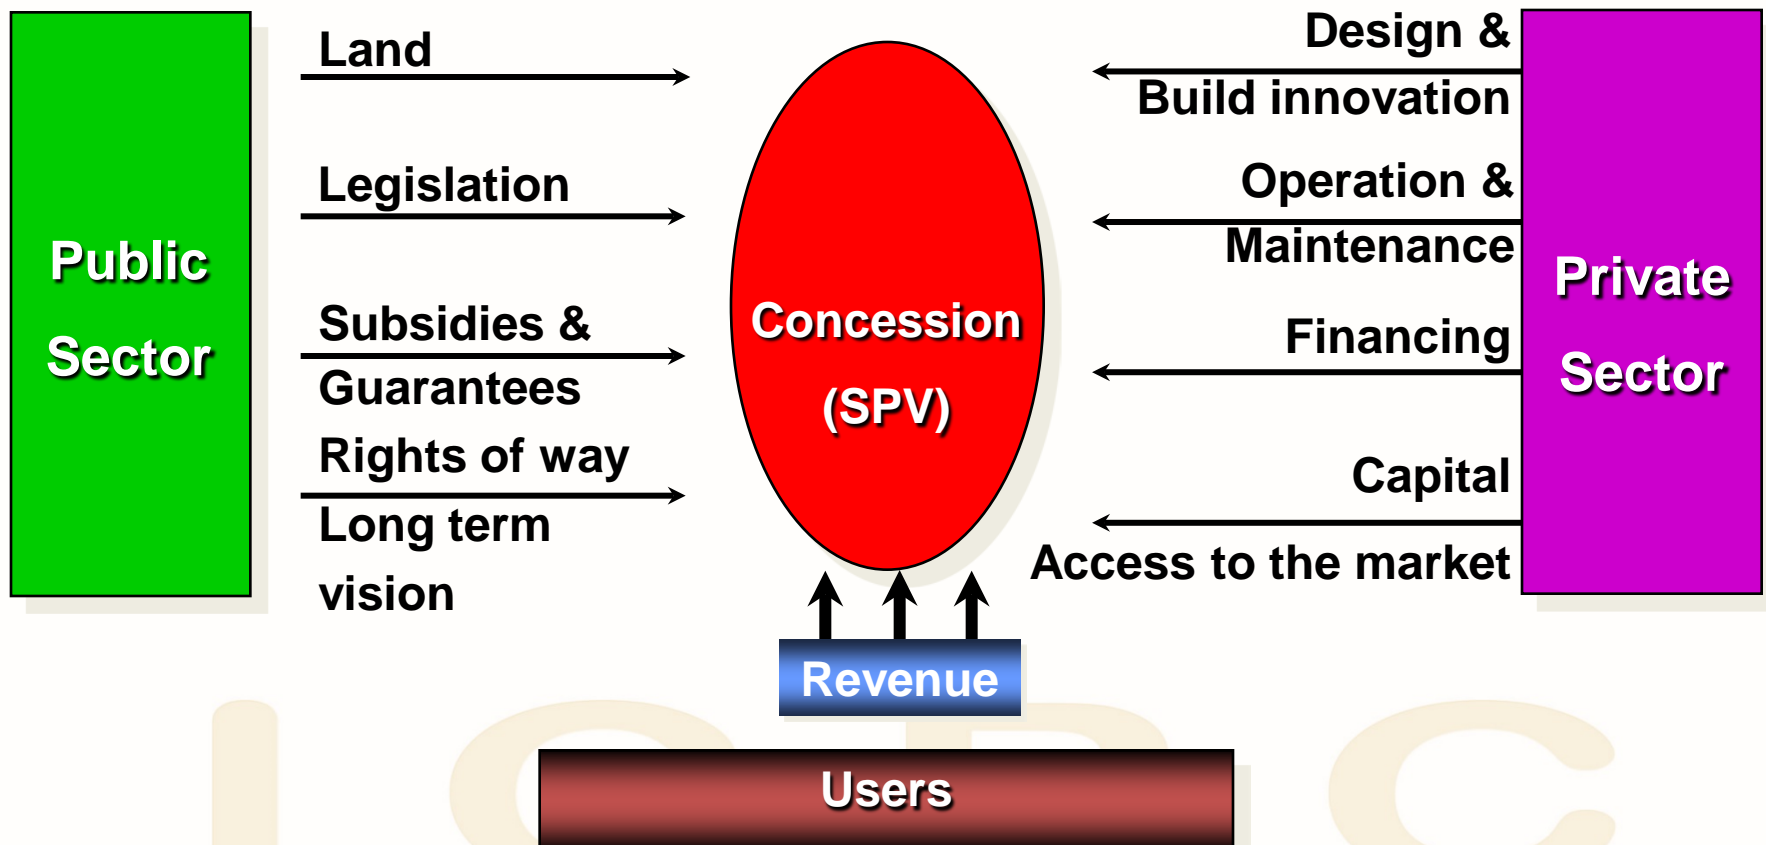 Public
Sector
Land
Legislation
Subsidies &
Guarantees
Rights of way
Long term
vision
Concession
(SPV)
Design &
Build innovation
Operation &
Maintenance
Financing
Capital
Access to the market
Private
Sector
Revenue
Users